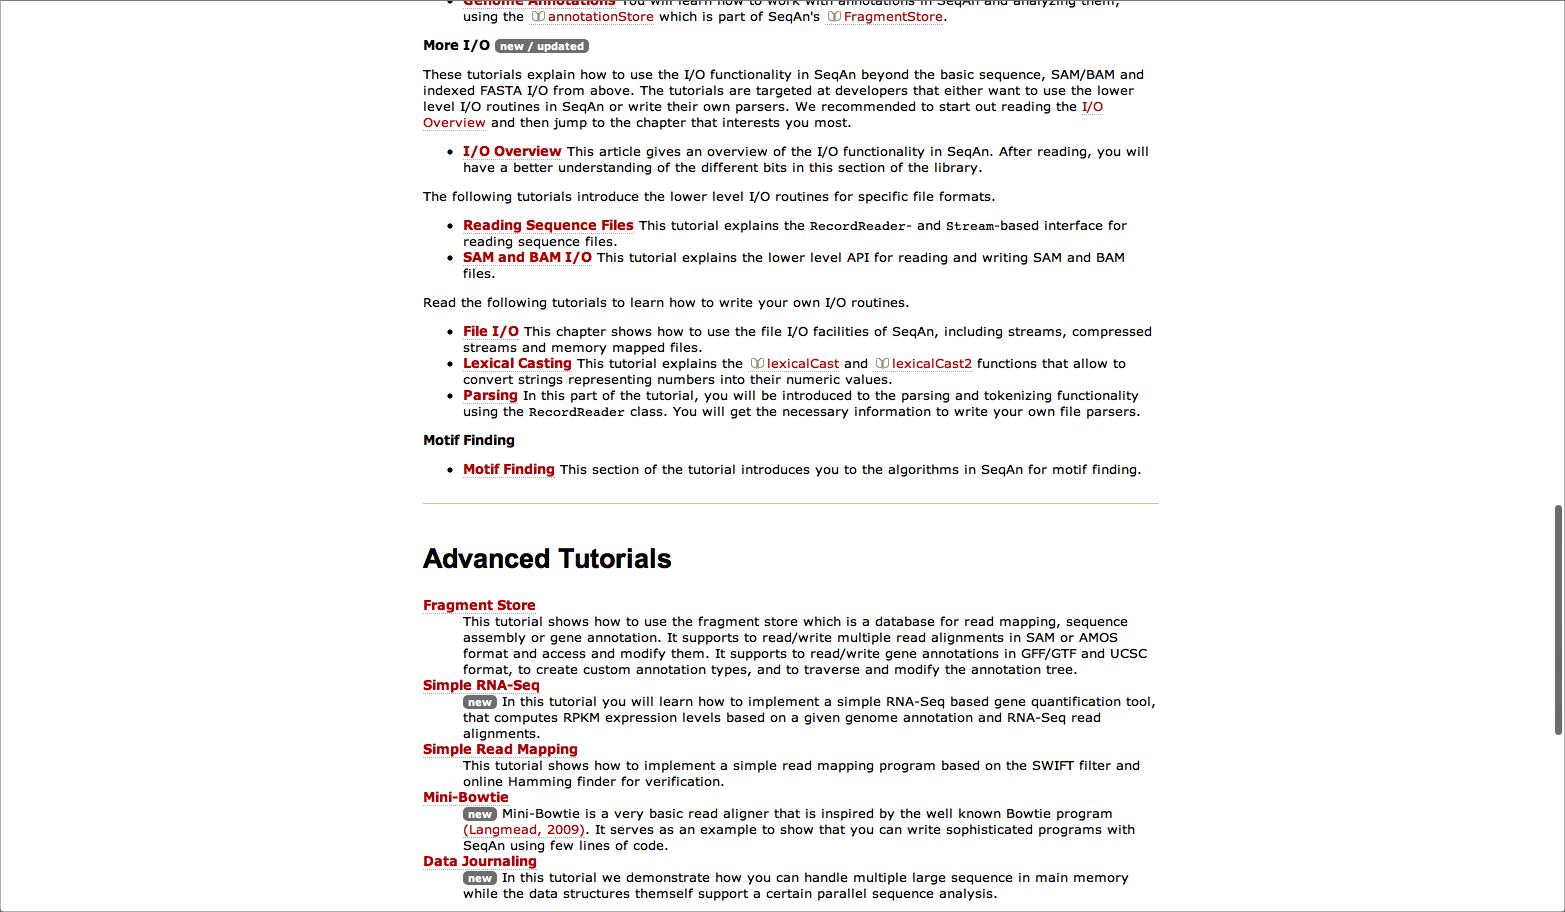 Genome Annotations You will learn how to work with annotations in SeqAn and analyzing them,
using the annotationStore which is part of SeqAn's FragmentStore.
More I/O new / updated
These tutorials explain how to use the I/O functionality in SeqAn beyond the basic sequence, SAM/BAM and
indexed FASTA I/O from above. The tutorials are targeted at developers that either want to use the lower
level I/O routines in SeqAn or write their own parsers. We recommended to start out reading the I/O
Overview and then jump to the chapter that interests you most.
• I/O Overview This article gives an overview of the I/O functionality in SeqAn. After reading, you will
have a better understanding of the different bits in this section of the library.
The following tutorials introduce the lower level I/O routines for specific file formats.
• Reading Sequence Files This tutorial explains the RecordReader- and Stream-based interface for
reading sequence files.
• SAM and BAM I/O This tutorial explains the lower level API for reading and writing SAM and BAM
files.
Read the following tutorials to learn how to write your own I/O routines.
• File I/O This chapter shows how to use the file I/O facilities of SeqAn, including streams, compressed
streams and memory mapped files.
• Lexical Casting This tutorial explains the lexicalCast and lexicalCast2 functions that allow to
convert strings representing numbers into their numeric values.
• Parsing In this part of the tutorial, you will be introduced to the parsing and tokenizing functionality
using the RecordReader class. You will get the necessary information to write your own file parsers.
Motif Finding
• Motif Finding This section of the tutorial introduces you to the algorithms in SeqAn for motif finding.
Advanced Tutorials
Fragment Store
This tutorial shows how to use the fragment store which is a database for read mapping, sequence
assembly or gene annotation. It supports to read/write multiple read alignments in SAM or AMOS
format and access and modify them. It supports to read/write gene annotations in GFF/GTF and UCSC
format, to create custom annotation types, and to traverse and modify the annotation tree.
Simple RNA-Seq
new In this tutorial you will learn how to implement a simple RNA-Seq based gene quantification tool,
that computes RPKM expression levels based on a given genome annotation and RNA-Seq read
alignments.
Simple Read Mapping
This tutorial shows how to implement a simple read mapping program based on the SWIFT filter and
online Hamming finder for verification.
Mini-Bowtie
new Mini-Bowtie is a very basic read aligner that is inspired by the well known Bowtie program
(Langmead, 2009). It serves as an example to show that you can write sophisticated programs with
SeqAn using few lines of code.
Data Journaling
new In this tutorial we demonstrate how you can handle multiple large sequence in main memory
while the data structures themself support a certain parallel sequence analysis.